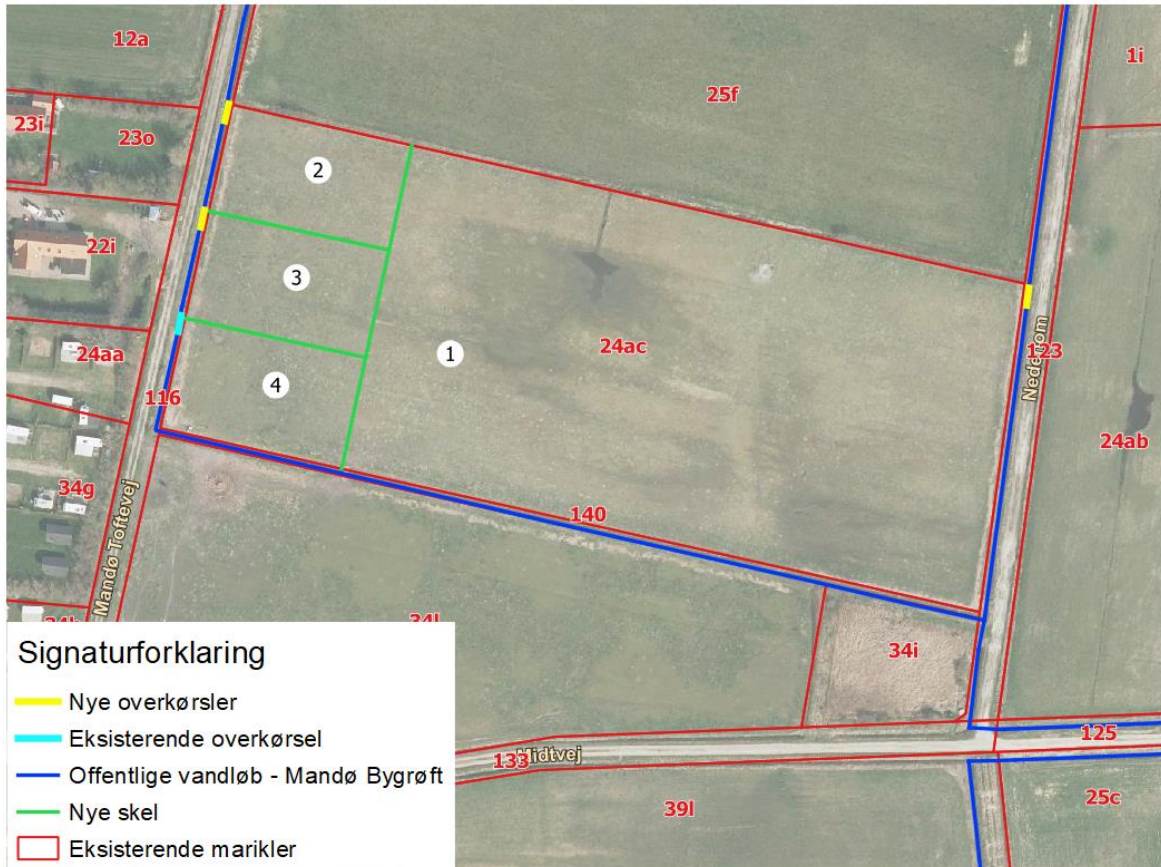 12a
1i
25f
23i
23o
2
22i
3
24ac
1
123
Nederom
24aa
4
116
24ab
34g
Mandø Toftevej
140
34i
Midtvej
133
125
39l
25c
Signaturforklaring
Nye overkørsler
Eksisterende overkørsel
Offentlige vandløb - Mandø Bygrøft
Nye skel
Eksisterende marikler